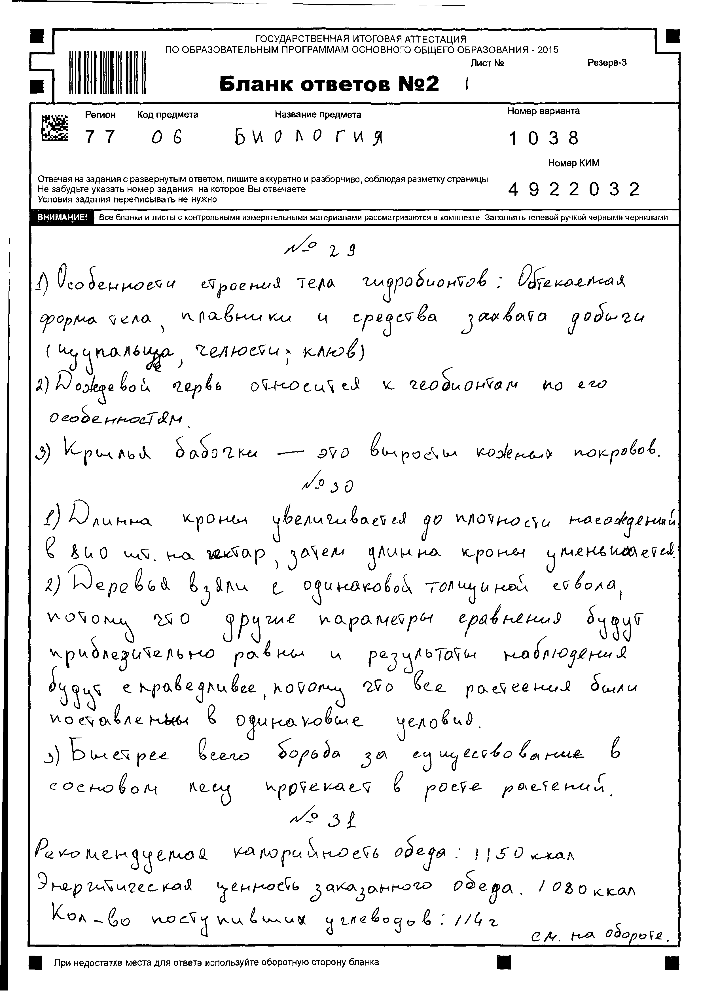 ГОСУДАРСТВЕННАЯ ИТОГОВАЯ АТТЕСТАЦИЯ
ПО ОБРАЗОВАТЕЛЬНЫМ ПРОГРАММАМ ОСНОВНОГО ОБЩЕГО ОБРАЗОВАНИЯ - 2015
Лист № Резерв-3
Бланк ответов №2 1
Регион Код предмета Название предмета Номер варианта
77 06 БИОЛОГИЯ 1038
Номер КИМ
Отвечая на задания с развернутым ответом, пишите аккуратно и разборчиво, соблюдая разметку страницы
Не забудьте указать номер задания на которое Вы отвечаете
Условия задания переписывать не нужно
4922032
ВНИМАНИЕ! Все бланки и листы с контрольными измерительными материалами рассматриваются в комплекте Заполнять гелевой ручкой черными чернилами
№ 29
1) Особенности строения тела гидробионтов: Обтекаемая
форма тела, плавники и средства захвата добычи
(щупальца, челюсти, клюв)
2) Дождевой червь относится к геобионтам по его
особенностям.
3) Крылья бабочки — это выросты кожных покровов.
№ 30
1) Длинна кроны увеличивается до плотности насаждений
в 840 шт. на гектар, затем длинна кроны уменьшается.
2) Деревья взяли с одинаковой толщиной ствола,
потому что другие параметры сравнения будут
приблезительно равны и результаты наблюдения
будут справедливее, потому что все растеения были
поставленны в одинаковые условия.
3) Быстрее всего борьба за существование в
сосновом лесу протекает в росте растений.
№ 31
Рекомендуемая калорийность обеда: 1150 ккал
Энергитическая ценность заказанного обеда. 1080 ккал
Кол-во поступивших углеводов: 114 г
см. на обороте.
При недостатке места для ответа используйте оборотную сторону бланка